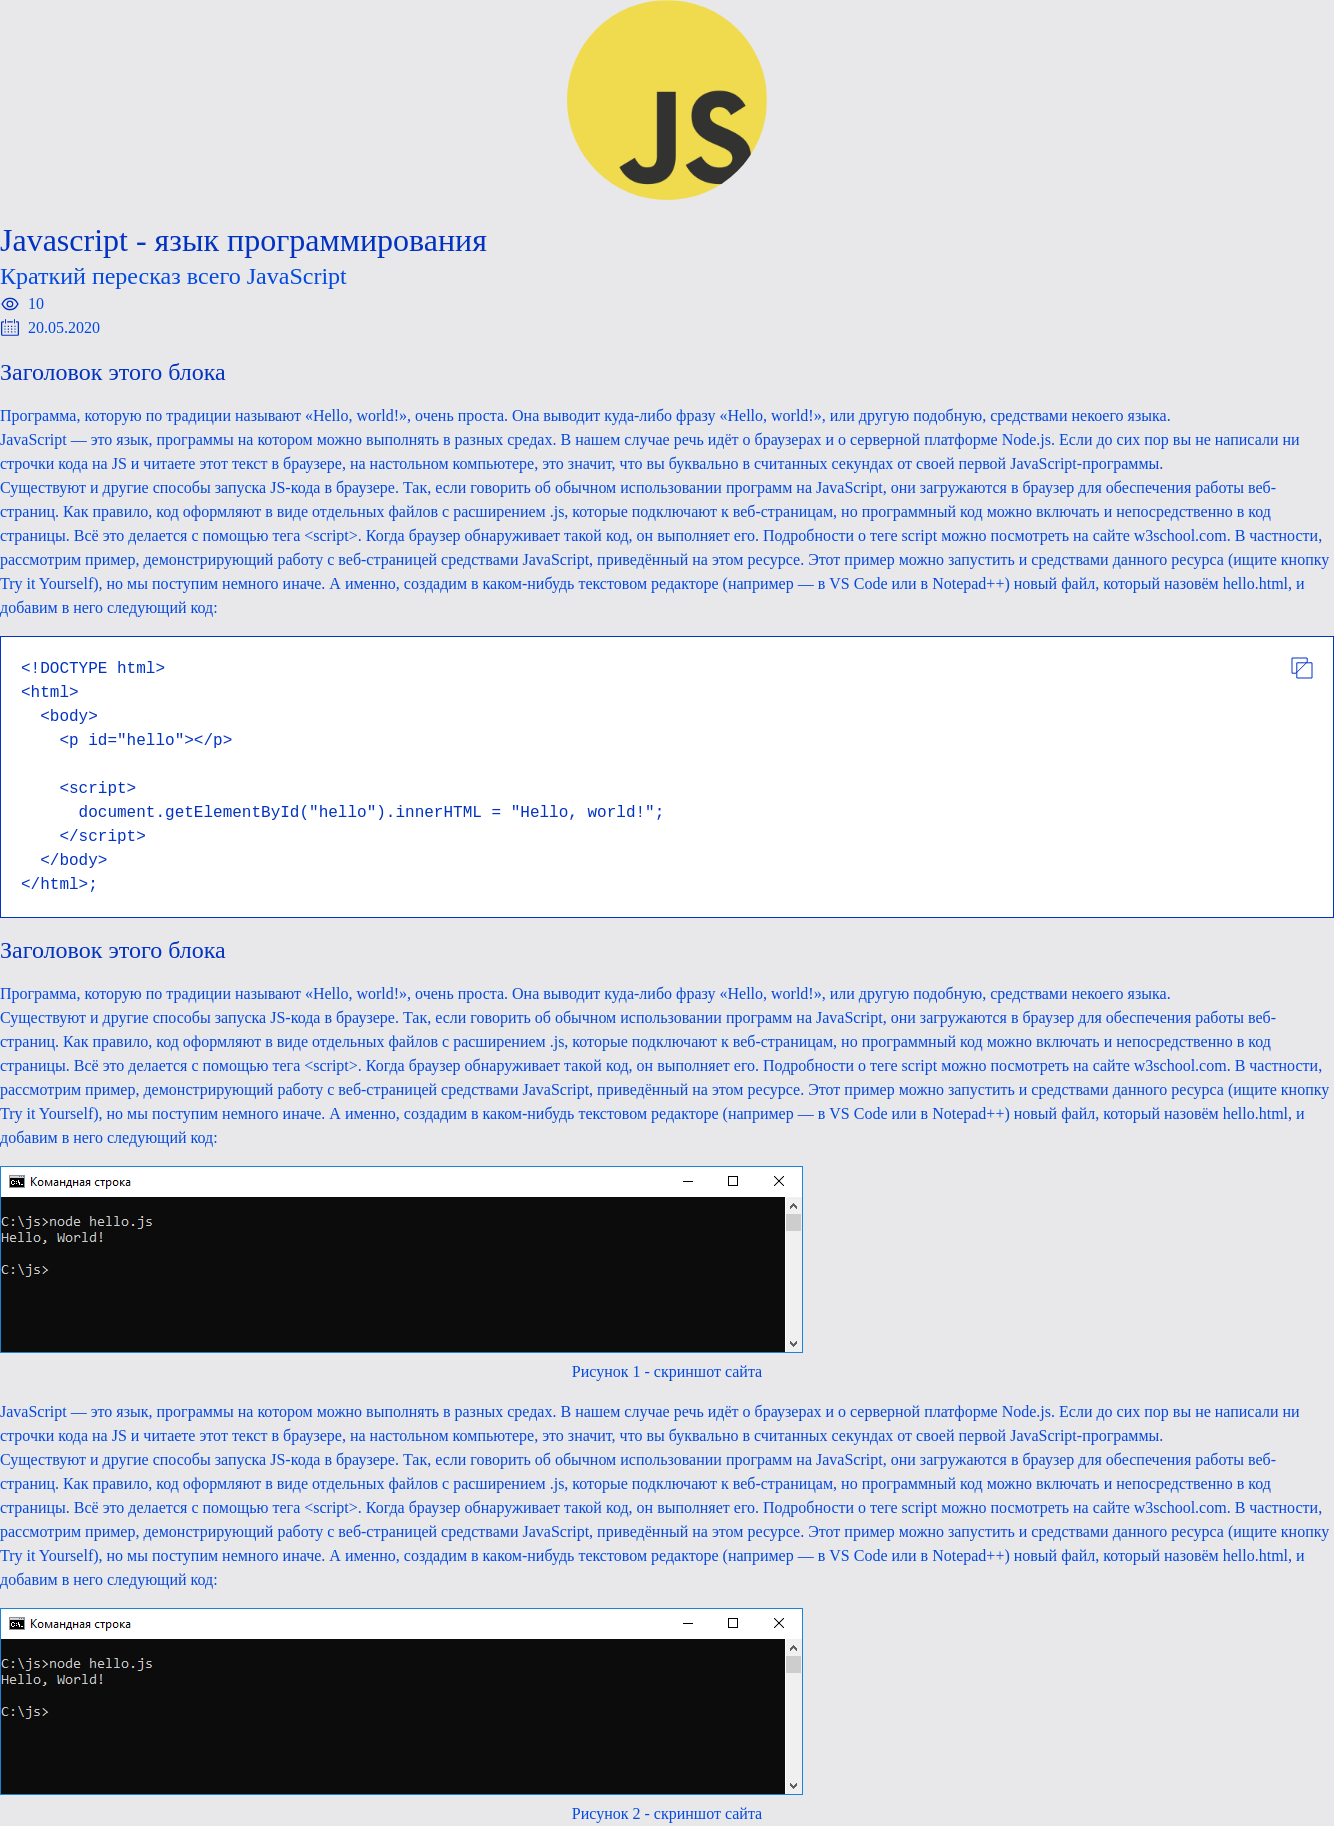 JS
Javascript - язык программирования
Краткий пересказ всего JavaScript
10
20.05.2020
Заголовок этого блока
Программа, которую по традиции называют «Hello, world!», очень проста. Она выводит куда-либо фразу «Hello, world!», или другую подобную, средствами некоего языка.
JavaScript — это язык, программы на котором можно выполнять в разных средах. В нашем случае речь идёт о браузерах и о серверной платформе Node.js. Если до сих пор вы не написали ни
строчки кода на JS и читаете этот текст в браузере, на настольном компьютере, это значит, что вы буквально в считанных секундах от своей первой JavaScript-программы.
Существуют и другие способы запуска JS-кода в браузере. Так, если говорить об обычном использовании программ на JavaScript, они загружаются в браузер для обеспечения работы веб-
страниц. Как правило, код оформляют в виде отдельных файлов с расширением .js, которые подключают к веб-страницам, но программный код можно включать и непосредственно в код
страницы. Всё это делается с помощью тега <script>. Когда браузер обнаруживает такой код, он выполняет его. Подробности о теге script можно посмотреть на сайте w3school.com. В частности,
рассмотрим пример, демонстрирующий работу с веб-страницей средствами JavaScript, приведённый на этом ресурсе. Этот пример можно запустить и средствами данного ресурса (ищите кнопку
Try it Yourself), но мы поступим немного иначе. А именно, создадим в каком-нибудь текстовом редакторе (например — в VS Code или в Notepad++) новый файл, который назовём hello.html, и
добавим в него следующий код:
<!DOCTYPE html>
<html>
  <body>
    <p id="hello"></p>
    <script>
      document.getElementById("hello").innerHTML = "Hello, world!";
    </script>
  </body>
</html>;
Заголовок этого блока
Программа, которую по традиции называют «Hello, world!», очень проста. Она выводит куда-либо фразу «Hello, world!», или другую подобную, средствами некоего языка.
Существуют и другие способы запуска JS-кода в браузере. Так, если говорить об обычном использовании программ на JavaScript, они загружаются в браузер для обеспечения работы веб-
страниц. Как правило, код оформляют в виде отдельных файлов с расширением .js, которые подключают к веб-страницам, но программный код можно включать и непосредственно в код
страницы. Всё это делается с помощью тега <script>. Когда браузер обнаруживает такой код, он выполняет его. Подробности о теге script можно посмотреть на сайте w3school.com. В частности,
рассмотрим пример, демонстрирующий работу с веб-страницей средствами JavaScript, приведённый на этом ресурсе. Этот пример можно запустить и средствами данного ресурса (ищите кнопку
Try it Yourself), но мы поступим немного иначе. А именно, создадим в каком-нибудь текстовом редакторе (например — в VS Code или в Notepad++) новый файл, который назовём hello.html, и
добавим в него следующий код:
Командная строка
C:\js>node hello.js
Hello, World!
C:\js>
Рисунок 1 - скриншот сайта
JavaScript — это язык, программы на котором можно выполнять в разных средах. В нашем случае речь идёт о браузерах и о серверной платформе Node.js. Если до сих пор вы не написали ни
строчки кода на JS и читаете этот текст в браузере, на настольном компьютере, это значит, что вы буквально в считанных секундах от своей первой JavaScript-программы.
Существуют и другие способы запуска JS-кода в браузере. Так, если говорить об обычном использовании программ на JavaScript, они загружаются в браузер для обеспечения работы веб-
страниц. Как правило, код оформляют в виде отдельных файлов с расширением .js, которые подключают к веб-страницам, но программный код можно включать и непосредственно в код
страницы. Всё это делается с помощью тега <script>. Когда браузер обнаруживает такой код, он выполняет его. Подробности о теге script можно посмотреть на сайте w3school.com. В частности,
рассмотрим пример, демонстрирующий работу с веб-страницей средствами JavaScript, приведённый на этом ресурсе. Этот пример можно запустить и средствами данного ресурса (ищите кнопку
Try it Yourself), но мы поступим немного иначе. А именно, создадим в каком-нибудь текстовом редакторе (например — в VS Code или в Notepad++) новый файл, который назовём hello.html, и
добавим в него следующий код:
Командная строка
C:\js>node hello.js
Hello, World!
C:\js>
Рисунок 2 - скриншот сайта